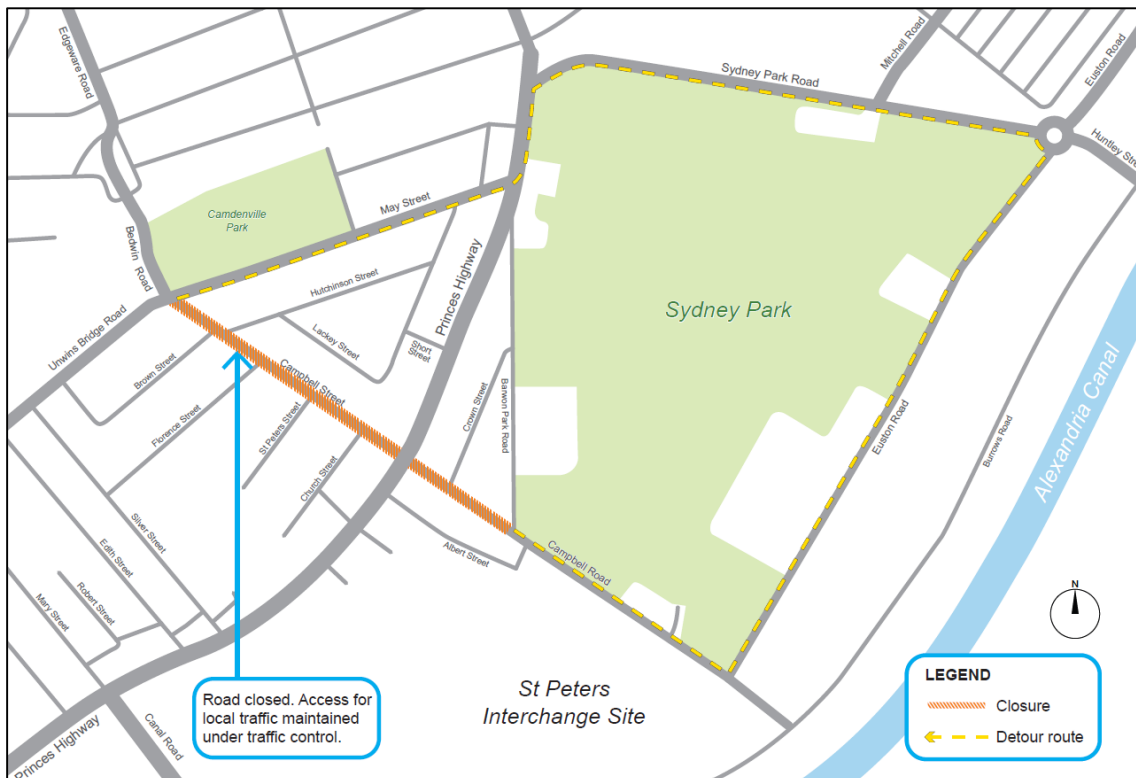 Edgeware Road
Sydney Park Road
Mitchell Road
Euston Road
Huntley Stre
Camdenville
Park
May Street
Bedwin Road
Princes Highway
Hutchinson Street
Unwins Bridge Road
Lackey Street
Short
Street
Sydney Park
Brown Street
Campbell Street
Crown Street
Barwon Park Road
Florence Street
St Peters Street
Church Street
Euston Road
Burrows Road
Alexandria Canal
Silver Street
Edith Street
Albert Street
Campbell Road
Robert Street
Mary Street
N
Road closed. Access for
local traffic maintained
under traffic control.
St Peters
Interchange Site
LEGEND
Closure
Detour route
Canal Road
Princes Highway